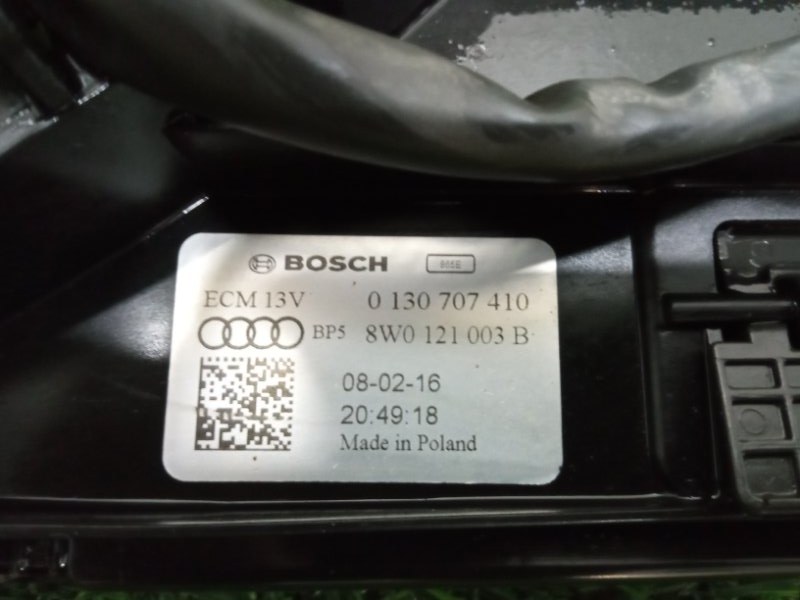 BOSCH
ECM 13V 0 130 707 410
BP5 8W0 121 003 B
08-02-16
20:49:18
Made in Poland